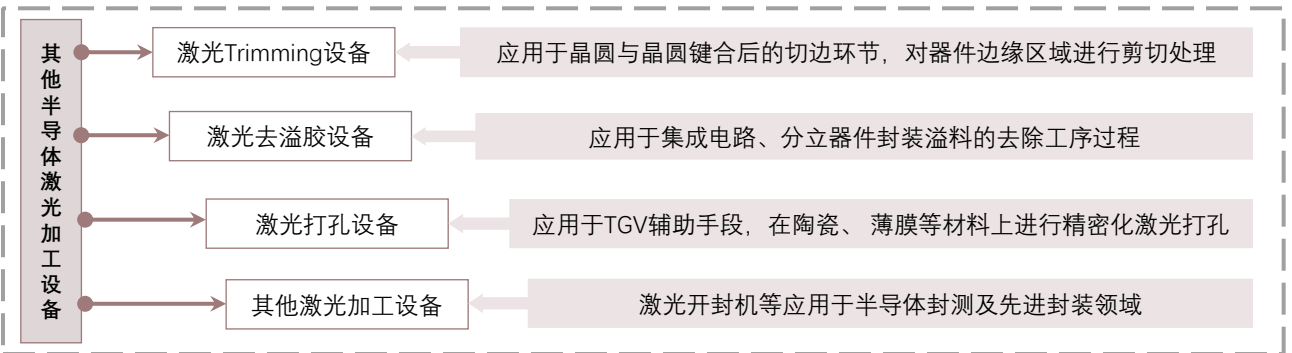 其他半导体激光加工设备
激光Trimming设备
应用于晶圆与晶圆键合后的切边环节，对器件边缘区域进行剪切处理
激光去溢胶设备
应用于集成电路、分立器件封装溢料的去除工序过程
激光打孔设备
应用于TGV辅助手段，在陶瓷、 薄膜等材料上进行精密化激光打孔
其他激光加工设备
激光开封机等应用于半导体封测及先进封装领域